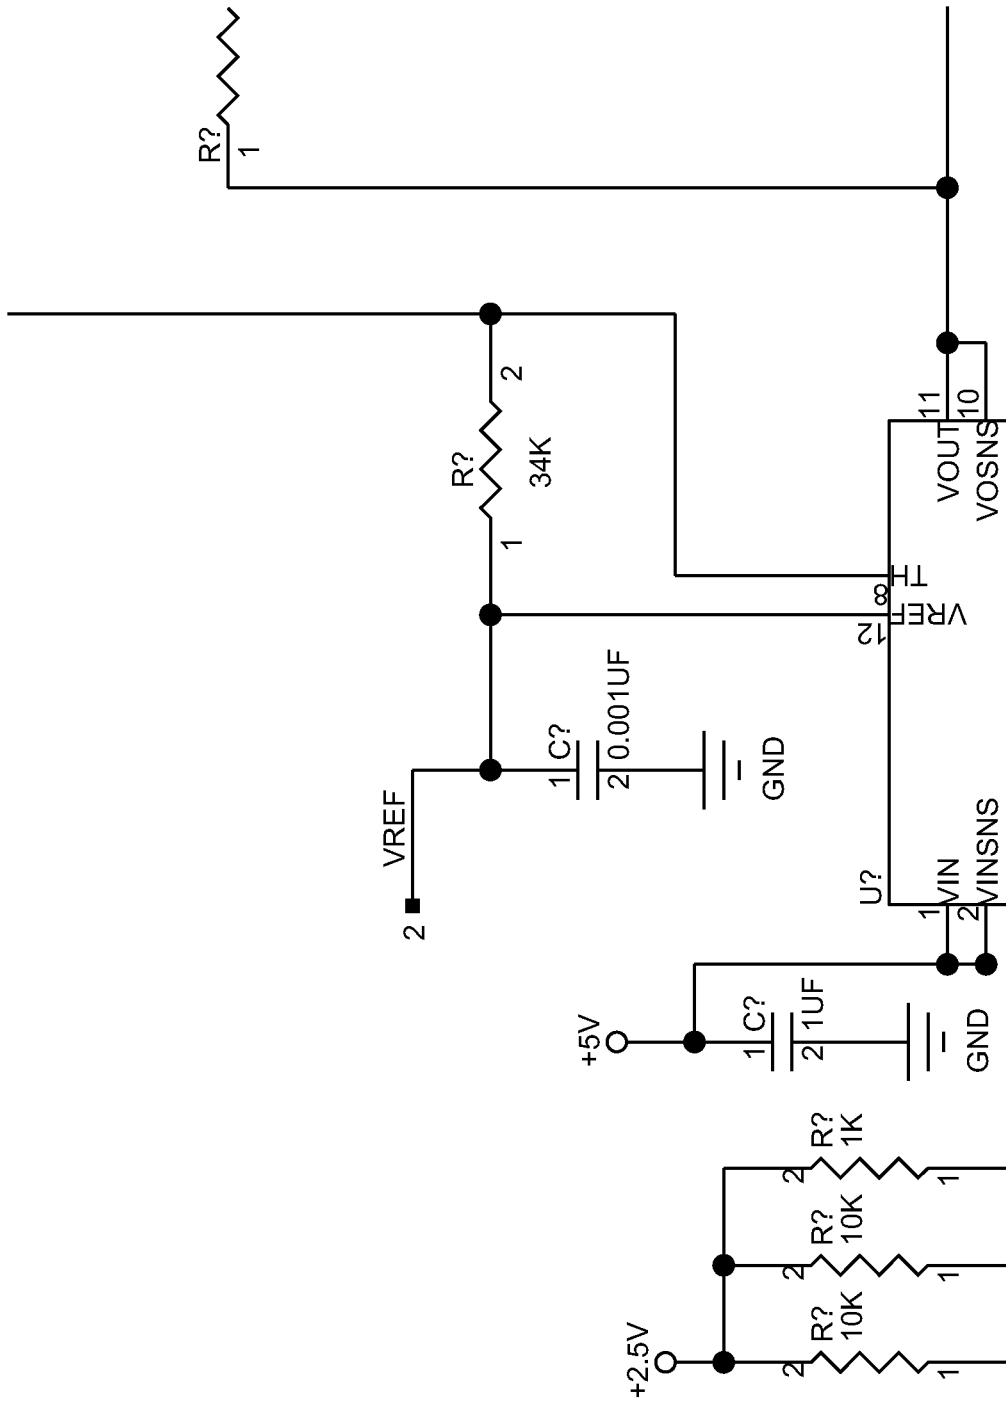 R?
1
2
R?
34K
1
11
10
VOUT
VOSNS
TH
8
VREF
12
VREF
2
1
C?
2
0.001UF
GND
U?
1
VIN
2
VINSNS
+5V
1
C?
2
1UF
GND
+2.5V
2
R?
10K
1
2
R?
10K
1
2
R?
1K
1